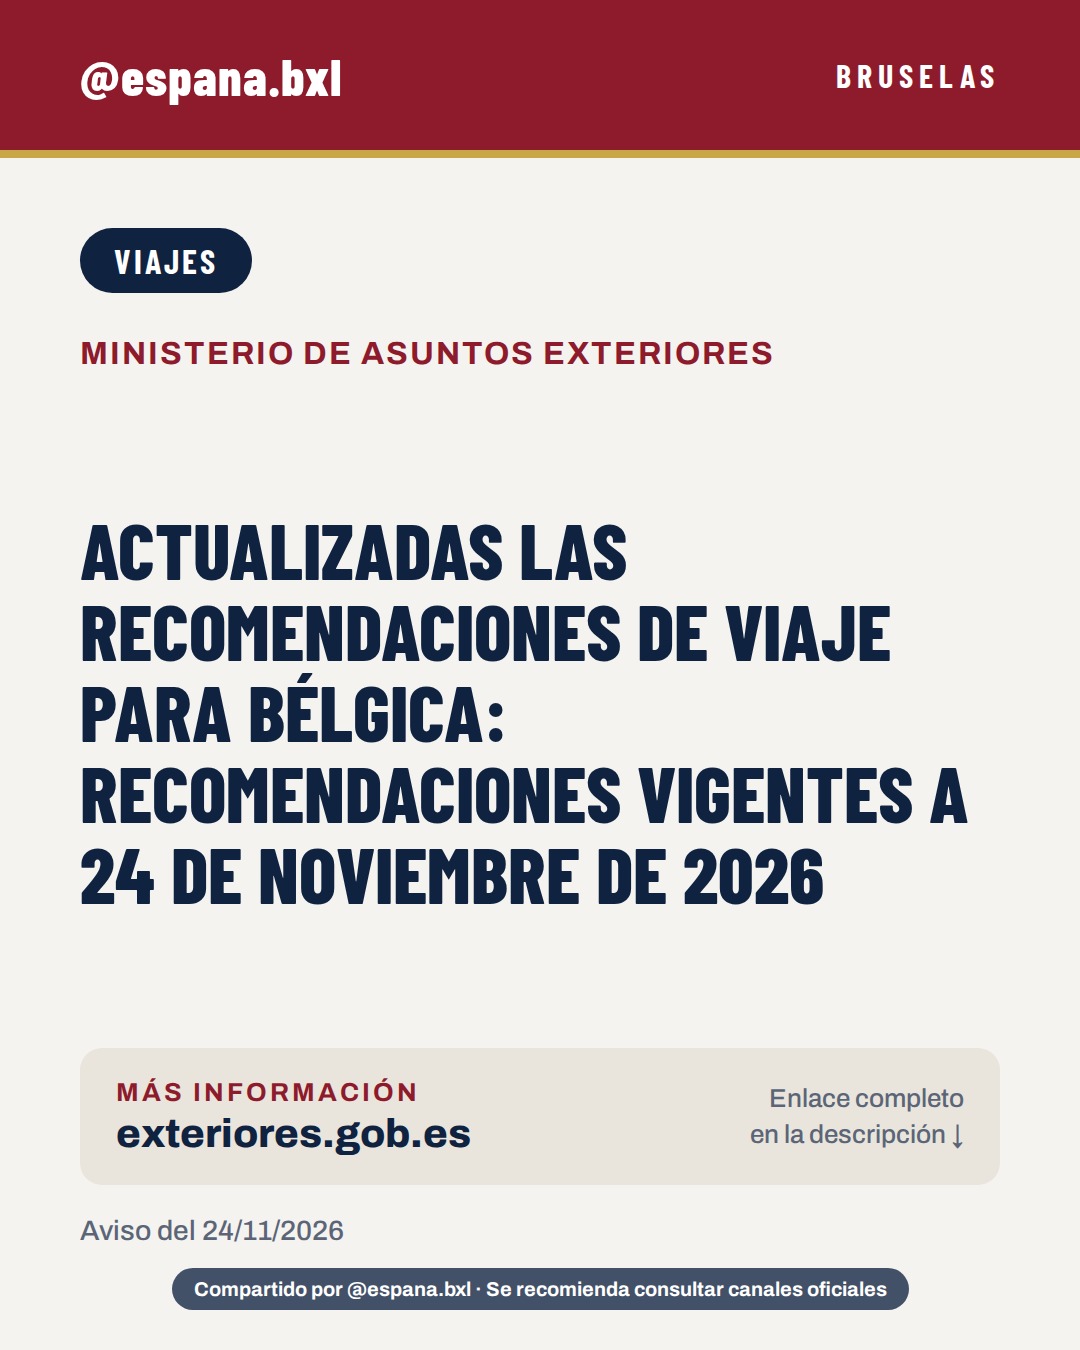 @espana.bxl
BRUSELAS
VIAJES
MINISTERIO DE ASUNTOS EXTERIORES
ACTUALIZADAS LAS
RECOMENDACIONES DE VIAJE
PARA BÉLGICA:
RECOMENDACIONES VIGENTES A
24 DE NOVIEMBRE DE 2026
MÁS INFORMACIÓN
exteriores.gob.es
Enlace completo
en la descripción ↓
Aviso del 24/11/2026
Compartido por @espana.bxl · Se recomienda consultar canales oficiales